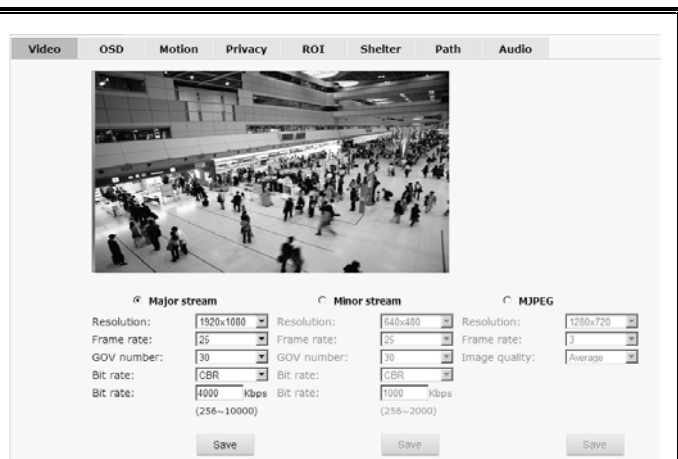 Video OSD Motion Privacy ROI Shelter Path Audio
Major stream Minor stream MJPEG
Resolution: 1920x1080 Resolution: 640x480 Resolution: 1280x720
Frame rate: 25 Frame rate: 25 Frame rate: 3
GOV number: 30 GOV number: 30 Image quality: Average
Bit rate: CBR Bit rate: CBR
Bit rate: 4000 Kbps Bit rate: 1000 Kbps
(256~10000) (256~2000)
Save Save Save